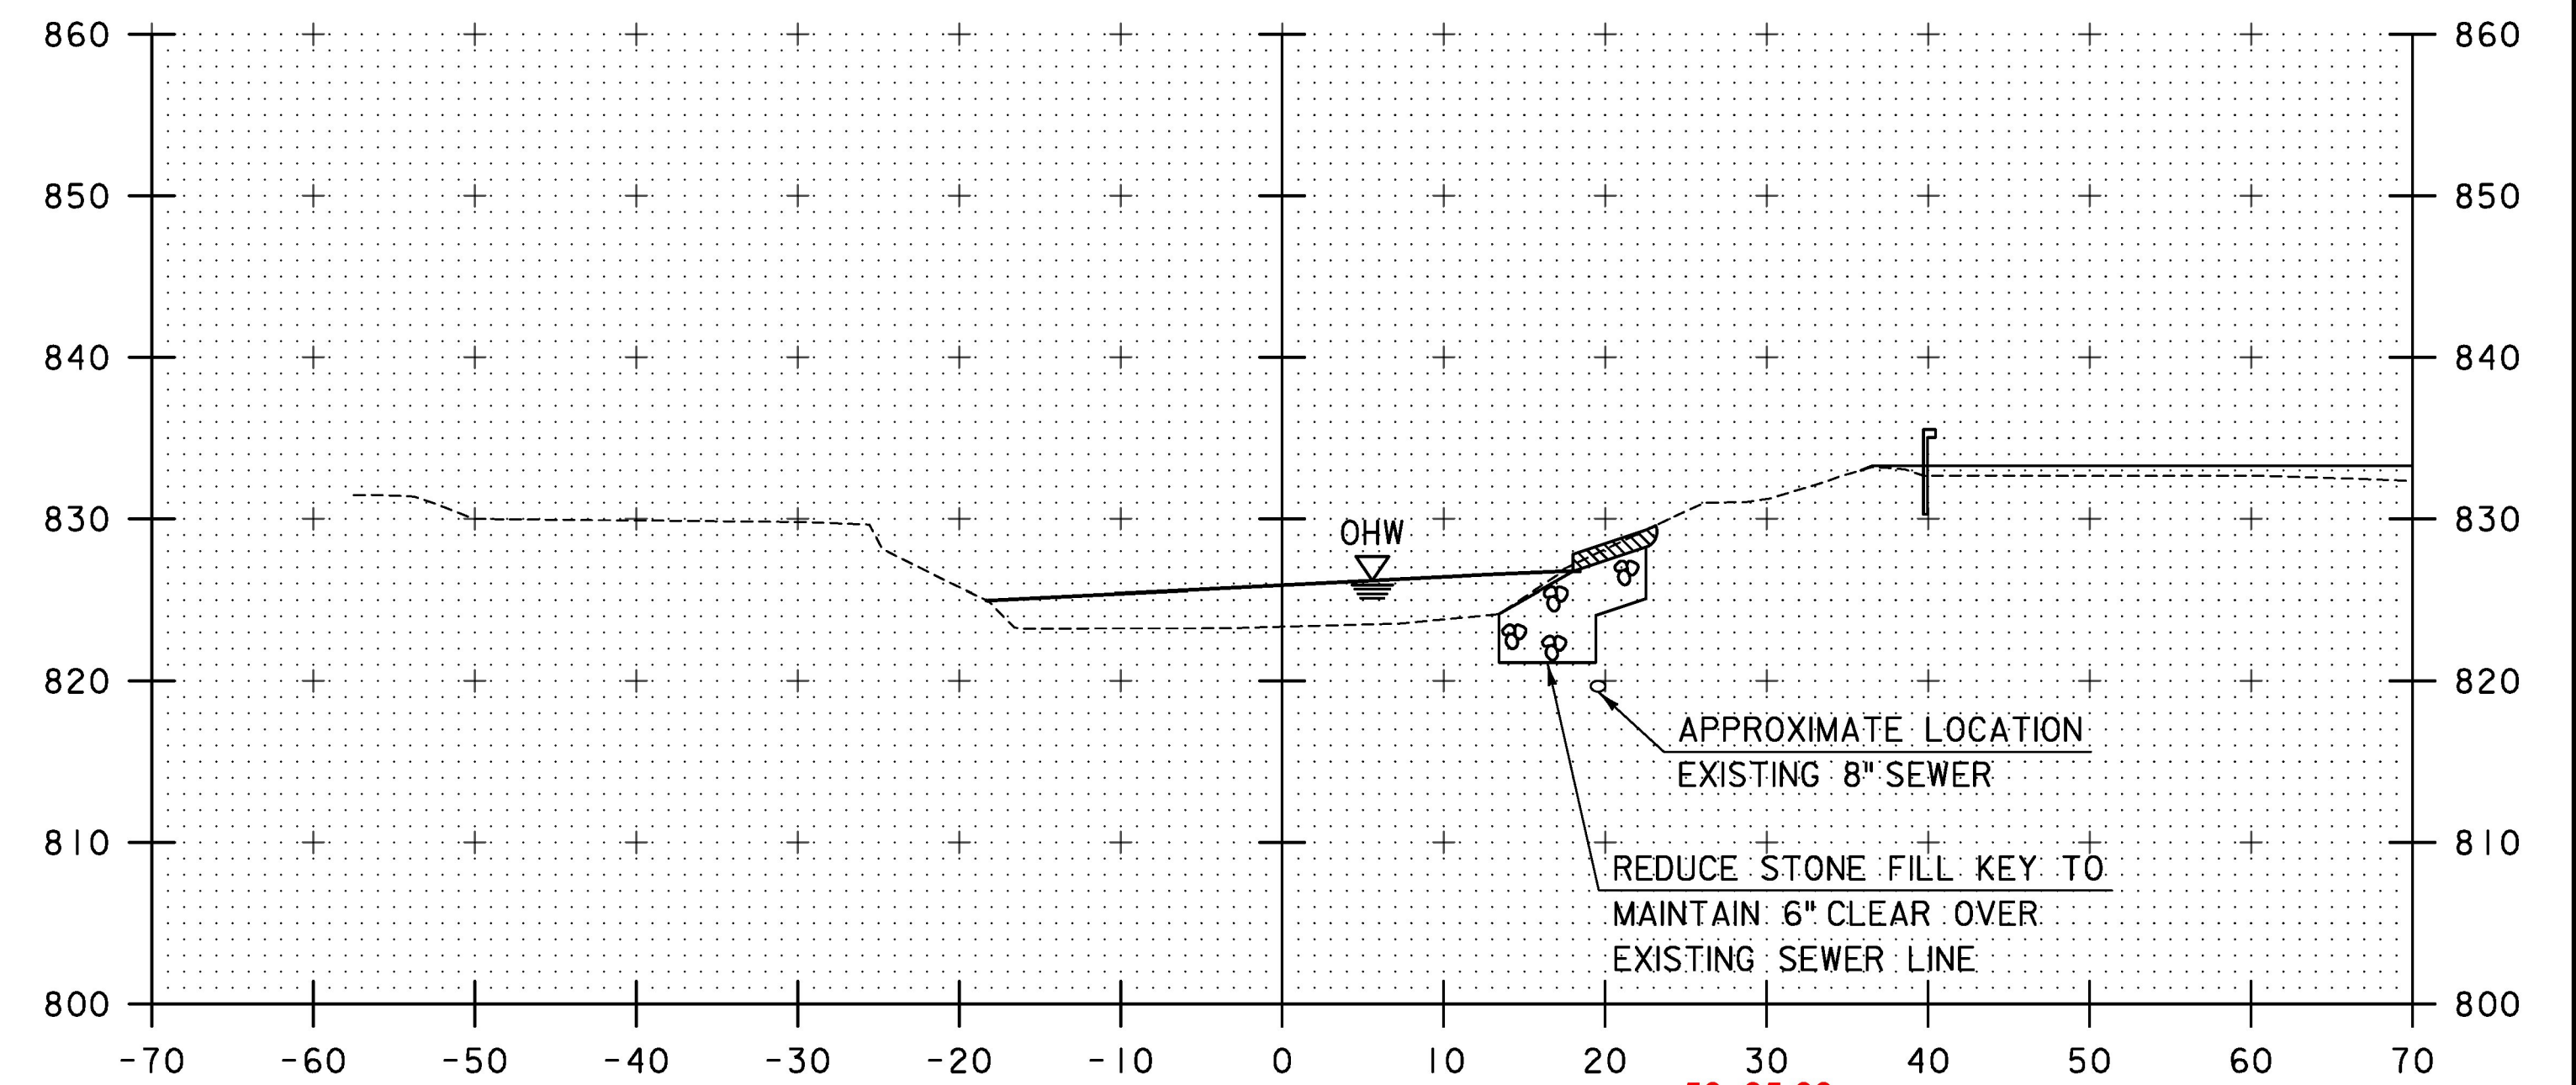 860 860
850 850
840 840
830 830
OHW
820 820
APPROXIMATE LOCATION
EXISTING 8" SEWER
810 810
REDUCE STONE FILL KEY TO
MAINTAIN 6" CLEAR OVER
EXISTING SEWER LINE
800 800
-70 -60 -50 -40 -30 -20 -10 0 10 20 30 40 50 60 70